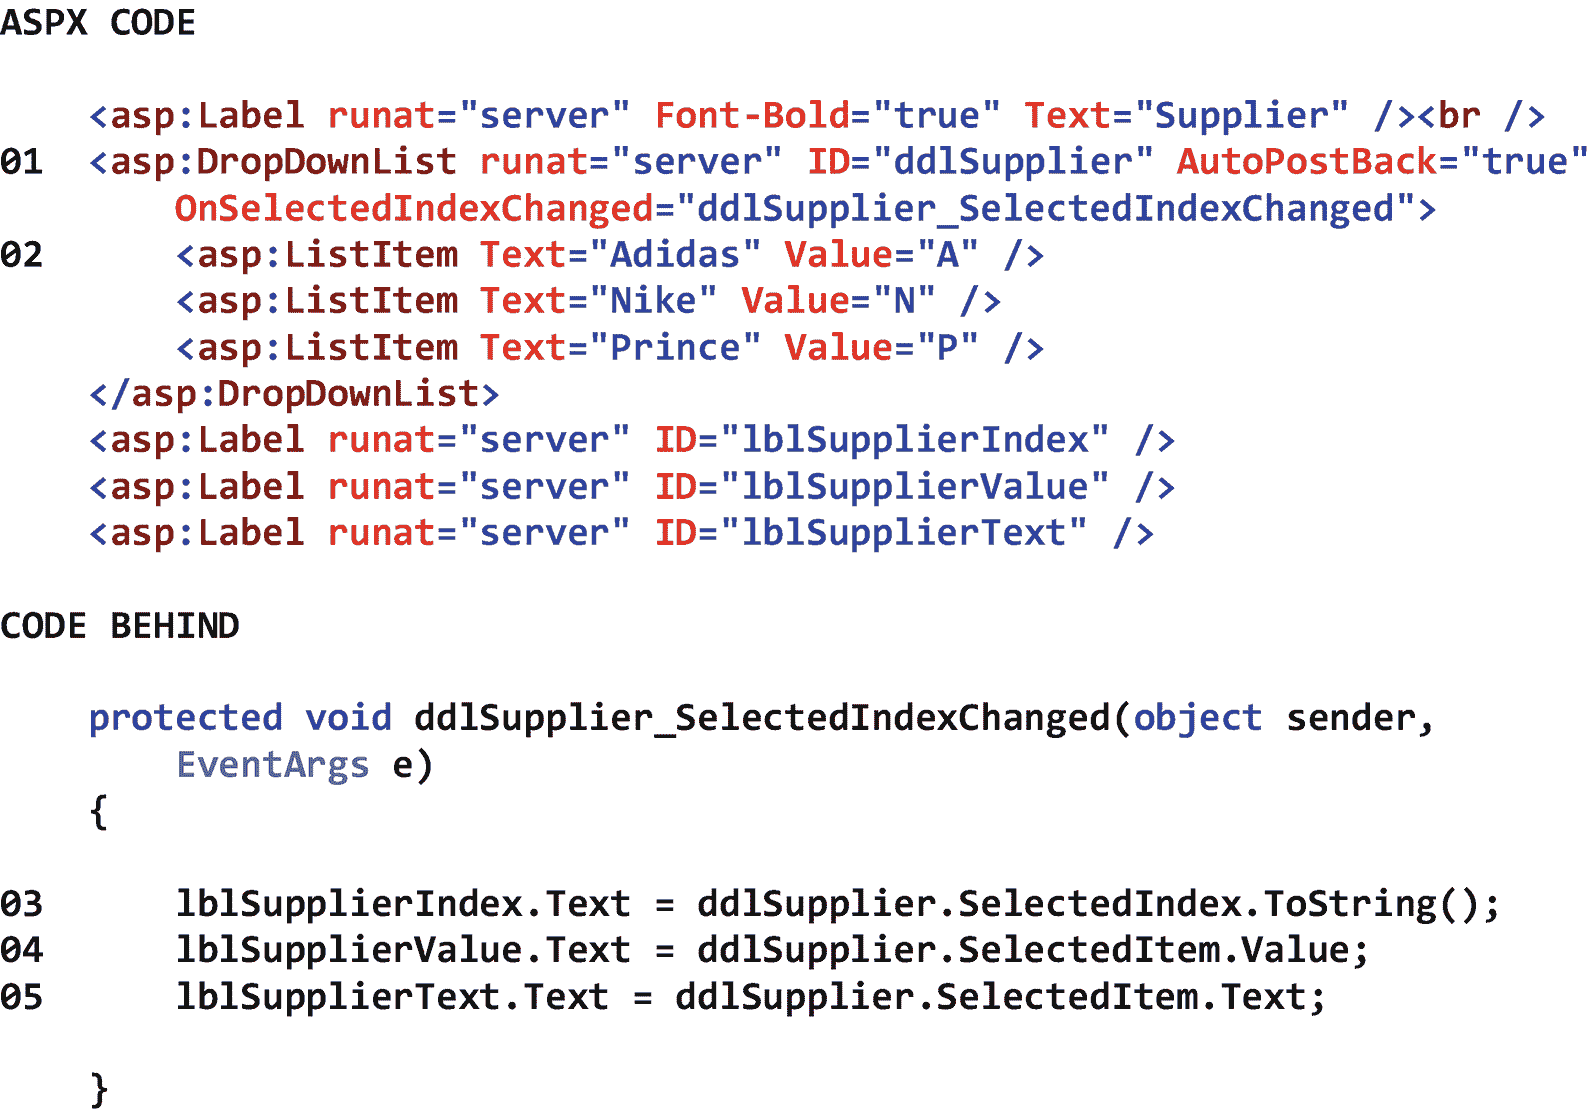 ASPX CODE
<asp:Label runat="server" Font-Bold="true" Text="Supplier" /><br />
01 <asp:DropDownList runat="server" ID="ddlSupplier" AutoPostBack="true"
OnSelectedIndexChanged="ddlSupplier_SelectedIndexChanged">
02 <asp:ListItem Text="Adidas" Value="A" />
<asp:ListItem Text="Nike" Value="N" />
<asp:ListItem Text="Prince" Value="P" />
</asp:DropDownList>
<asp:Label runat="server" ID="lblSupplierIndex" />
<asp:Label runat="server" ID="lblSupplierValue" />
<asp:Label runat="server" ID="lblSupplierText" />
CODE BEHIND
protected void ddlSupplier_SelectedIndexChanged(object sender,
EventArgs e)
{
03 lblSupplierIndex.Text = ddlSupplier.SelectedIndex.ToString();
04 lblSupplierValue.Text = ddlSupplier.SelectedItem.Value;
05 lblSupplierText.Text = ddlSupplier.SelectedItem.Text;
}